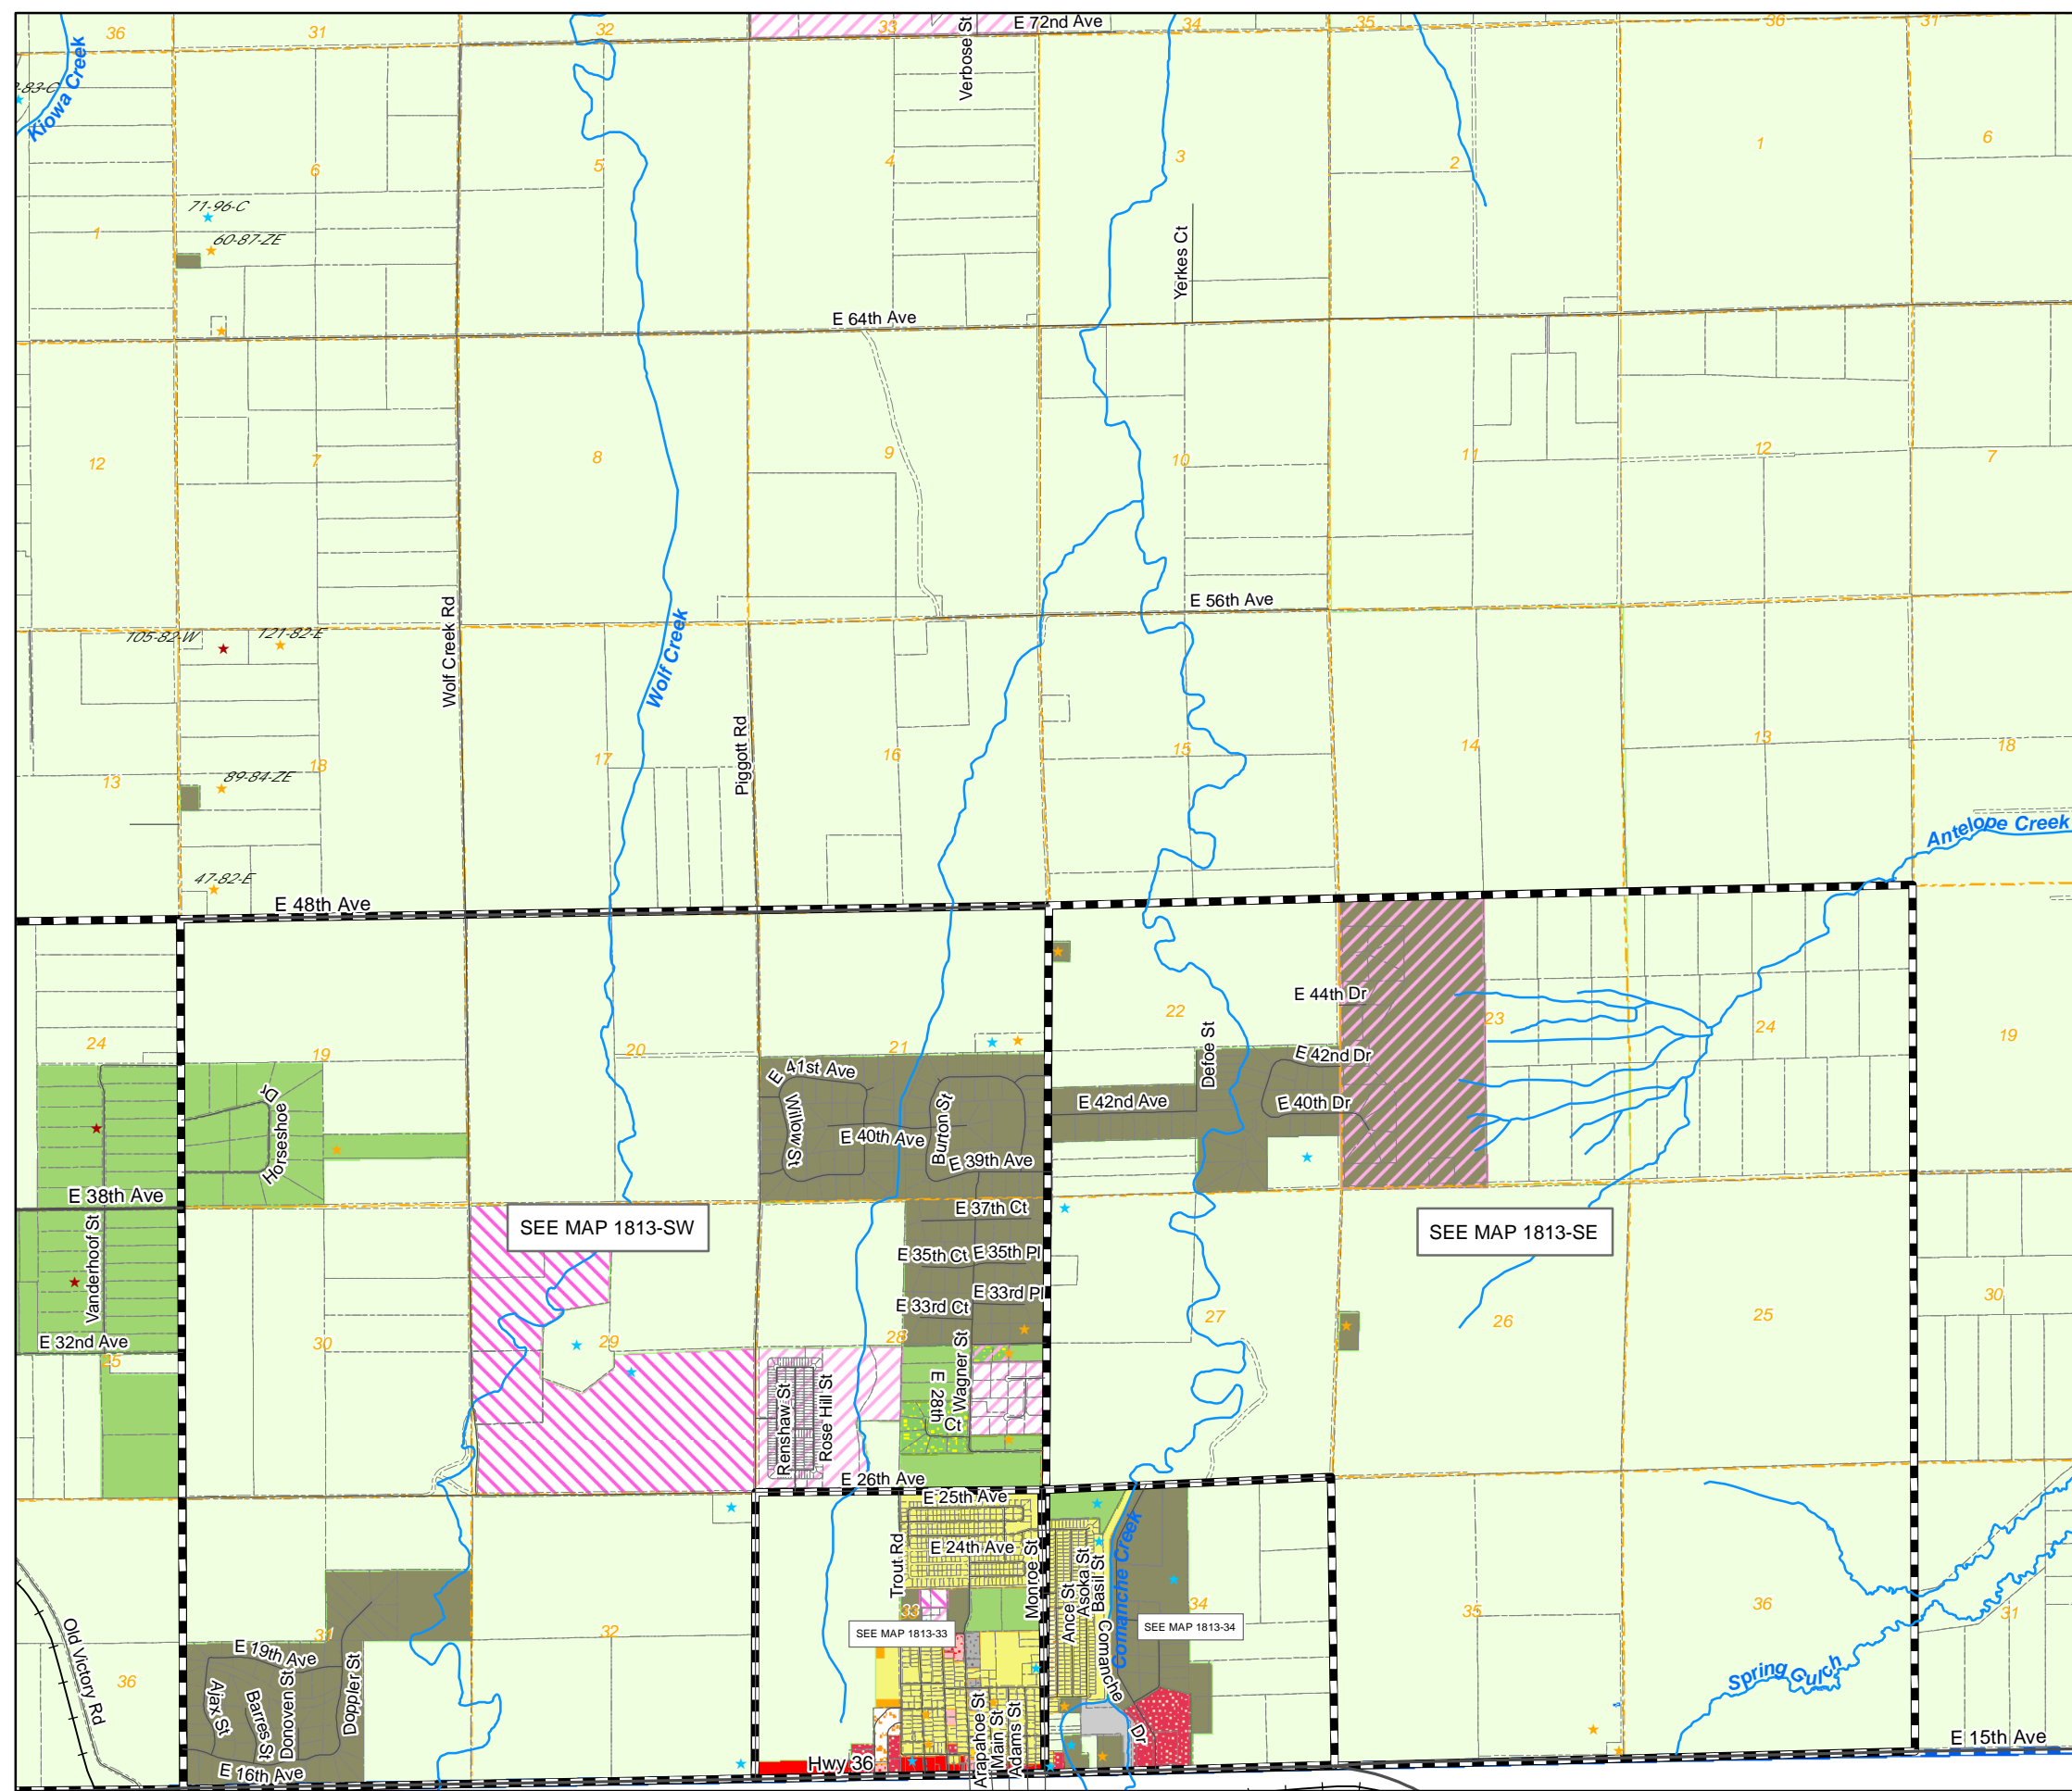 36
31
32
33
Verbose St
E 72nd Ave
34
35
36
31
Kiowa Creek
6
5
4
3
2
1
6
71-96-C
1
60-87-ZE
Yerkes Ct
E 64th Ave
12
7
8
9
10
11
12
7
Wolf Creek Rd
E 56th Ave
105-82-W
121-82-E
Wolf Creek
Piggott Rd
13
18
17
16
15
14
13
18
89-84-ZE
Antelope Creek
47-82-E
E 48th Ave
24
19
20
21
22
23
24
19
E 44th Dr
Defoe St
E 42nd Dr
E 41st Ave
Willow St
Burton St
E 42nd Ave
E 40th Dr
E 40th Ave
E 39th Ave
Horseshoe Dr
E 38th Ave
Vanderhoof St
SEE MAP 1813-SW
E 37th Ct
SEE MAP 1813-SE
E 35th Ct
E 35th Pl
E 33rd Ct
E 33rd Pl
E 32nd Ave
25
30
29
28
27
26
25
30
Renshaw St
Rose Hill St
E 28th Ct
Wagner St
E 26th Ave
E 25th Ave
Trout Rd
E 24th Ave
Monroe St
Ance St
Asoka St
Basil St
Comanche Creek
Comanche Dr
33
34
SEE MAP 1813-33
SEE MAP 1813-34
Old Victory Rd
36
31
32
35
36
31
E 19th Ave
Ajax St
Barres St
Donoven St
Doppler St
E 16th Ave
Spring Gulch
Arapahoe St
Main St
Adams St
Hwy 36
E 15th Ave